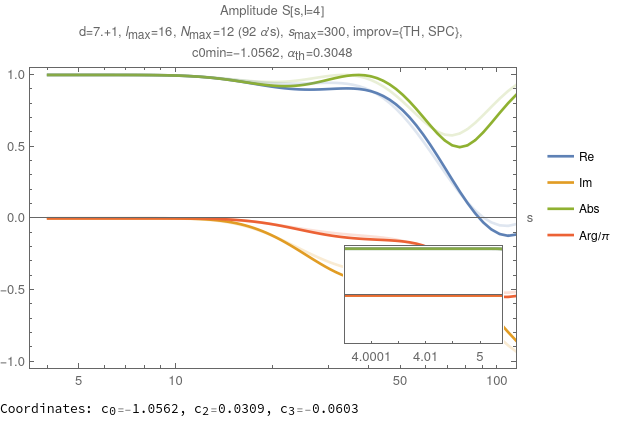 Amplitude S[s,l=4]
d=7.+1, lmax=16, Nmax=12 (92 α's), smax=300, improv={TH, SPC},
c0min=−1.0562, αth=0.3048
1.0
0.5
0.0
−0.5
−1.0
s
Re
Im
Abs
Arg/π
4.0001 4.01 5
5 10 50 100
Coordinates: c0=−1.0562, c2=0.0309, c3=−0.0603